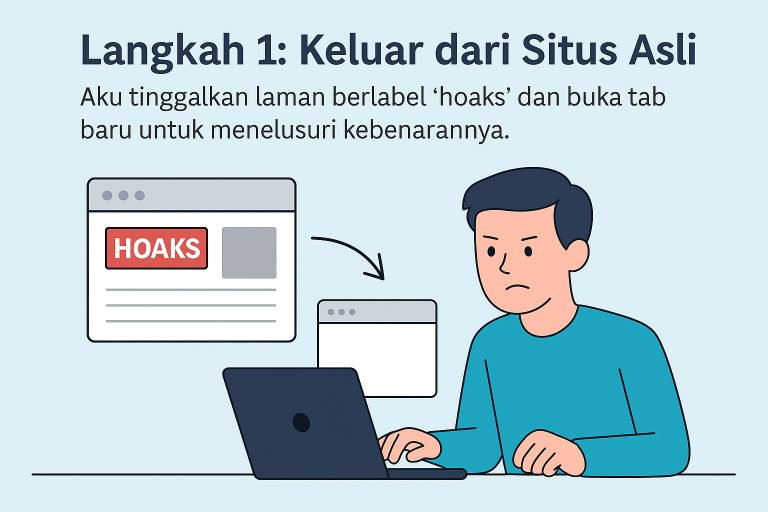 Langkah 1: Keluar dari Situs Asli
Aku tinggalkan laman berlabel ‘hoaks’ dan buka tab
baru untuk menelusuri kebenarannya.
HOAKS